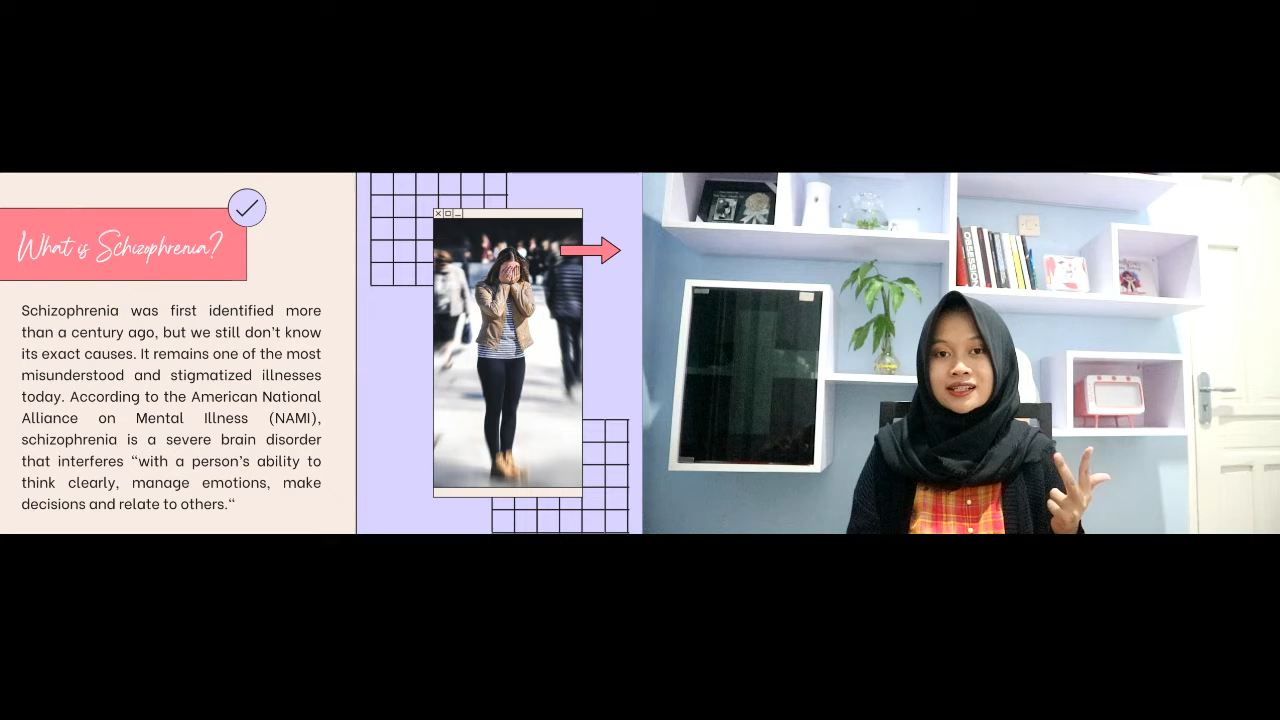 What is Schizophrenia?
Schizophrenia was first identified more
than a century ago, but we still don't know
its exact causes. It remains one of the most
misunderstood and stigmatized illnesses
today. According to the American National
Alliance on Mental Illness (NAMI),
schizophrenia is a severe brain disorder
that interferes “with a person's ability to
think clearly, manage emotions, make
decisions and relate to others.“
OBSESSION